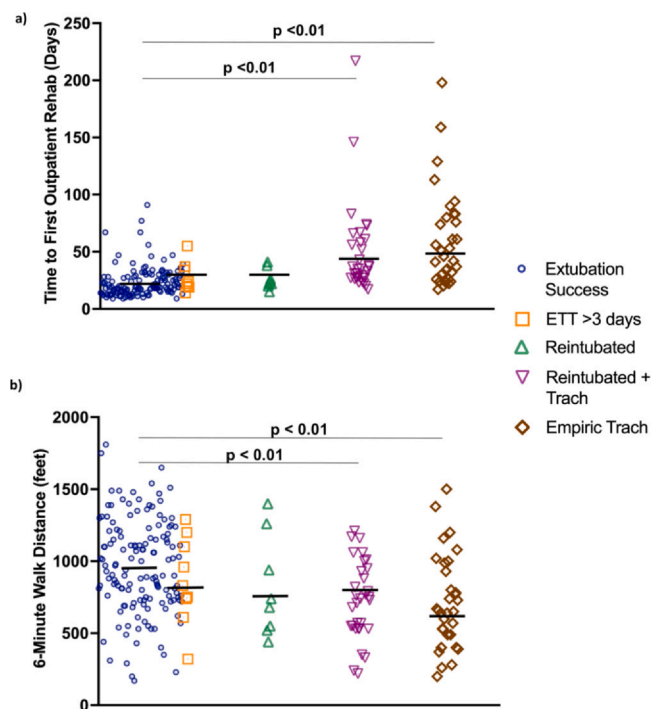 a)
Time to First Outpatient Rehab (Days)
250
200
150
100
50
0
p <0.01
p <0.01
Extubation
Success
ETT >3 days
Reintubated
Reintubated +
Trach
Empiric Trach
b)
6-Minute Walk Distance (feet)
2000
1500
1000
500
0
p < 0.01
p < 0.01